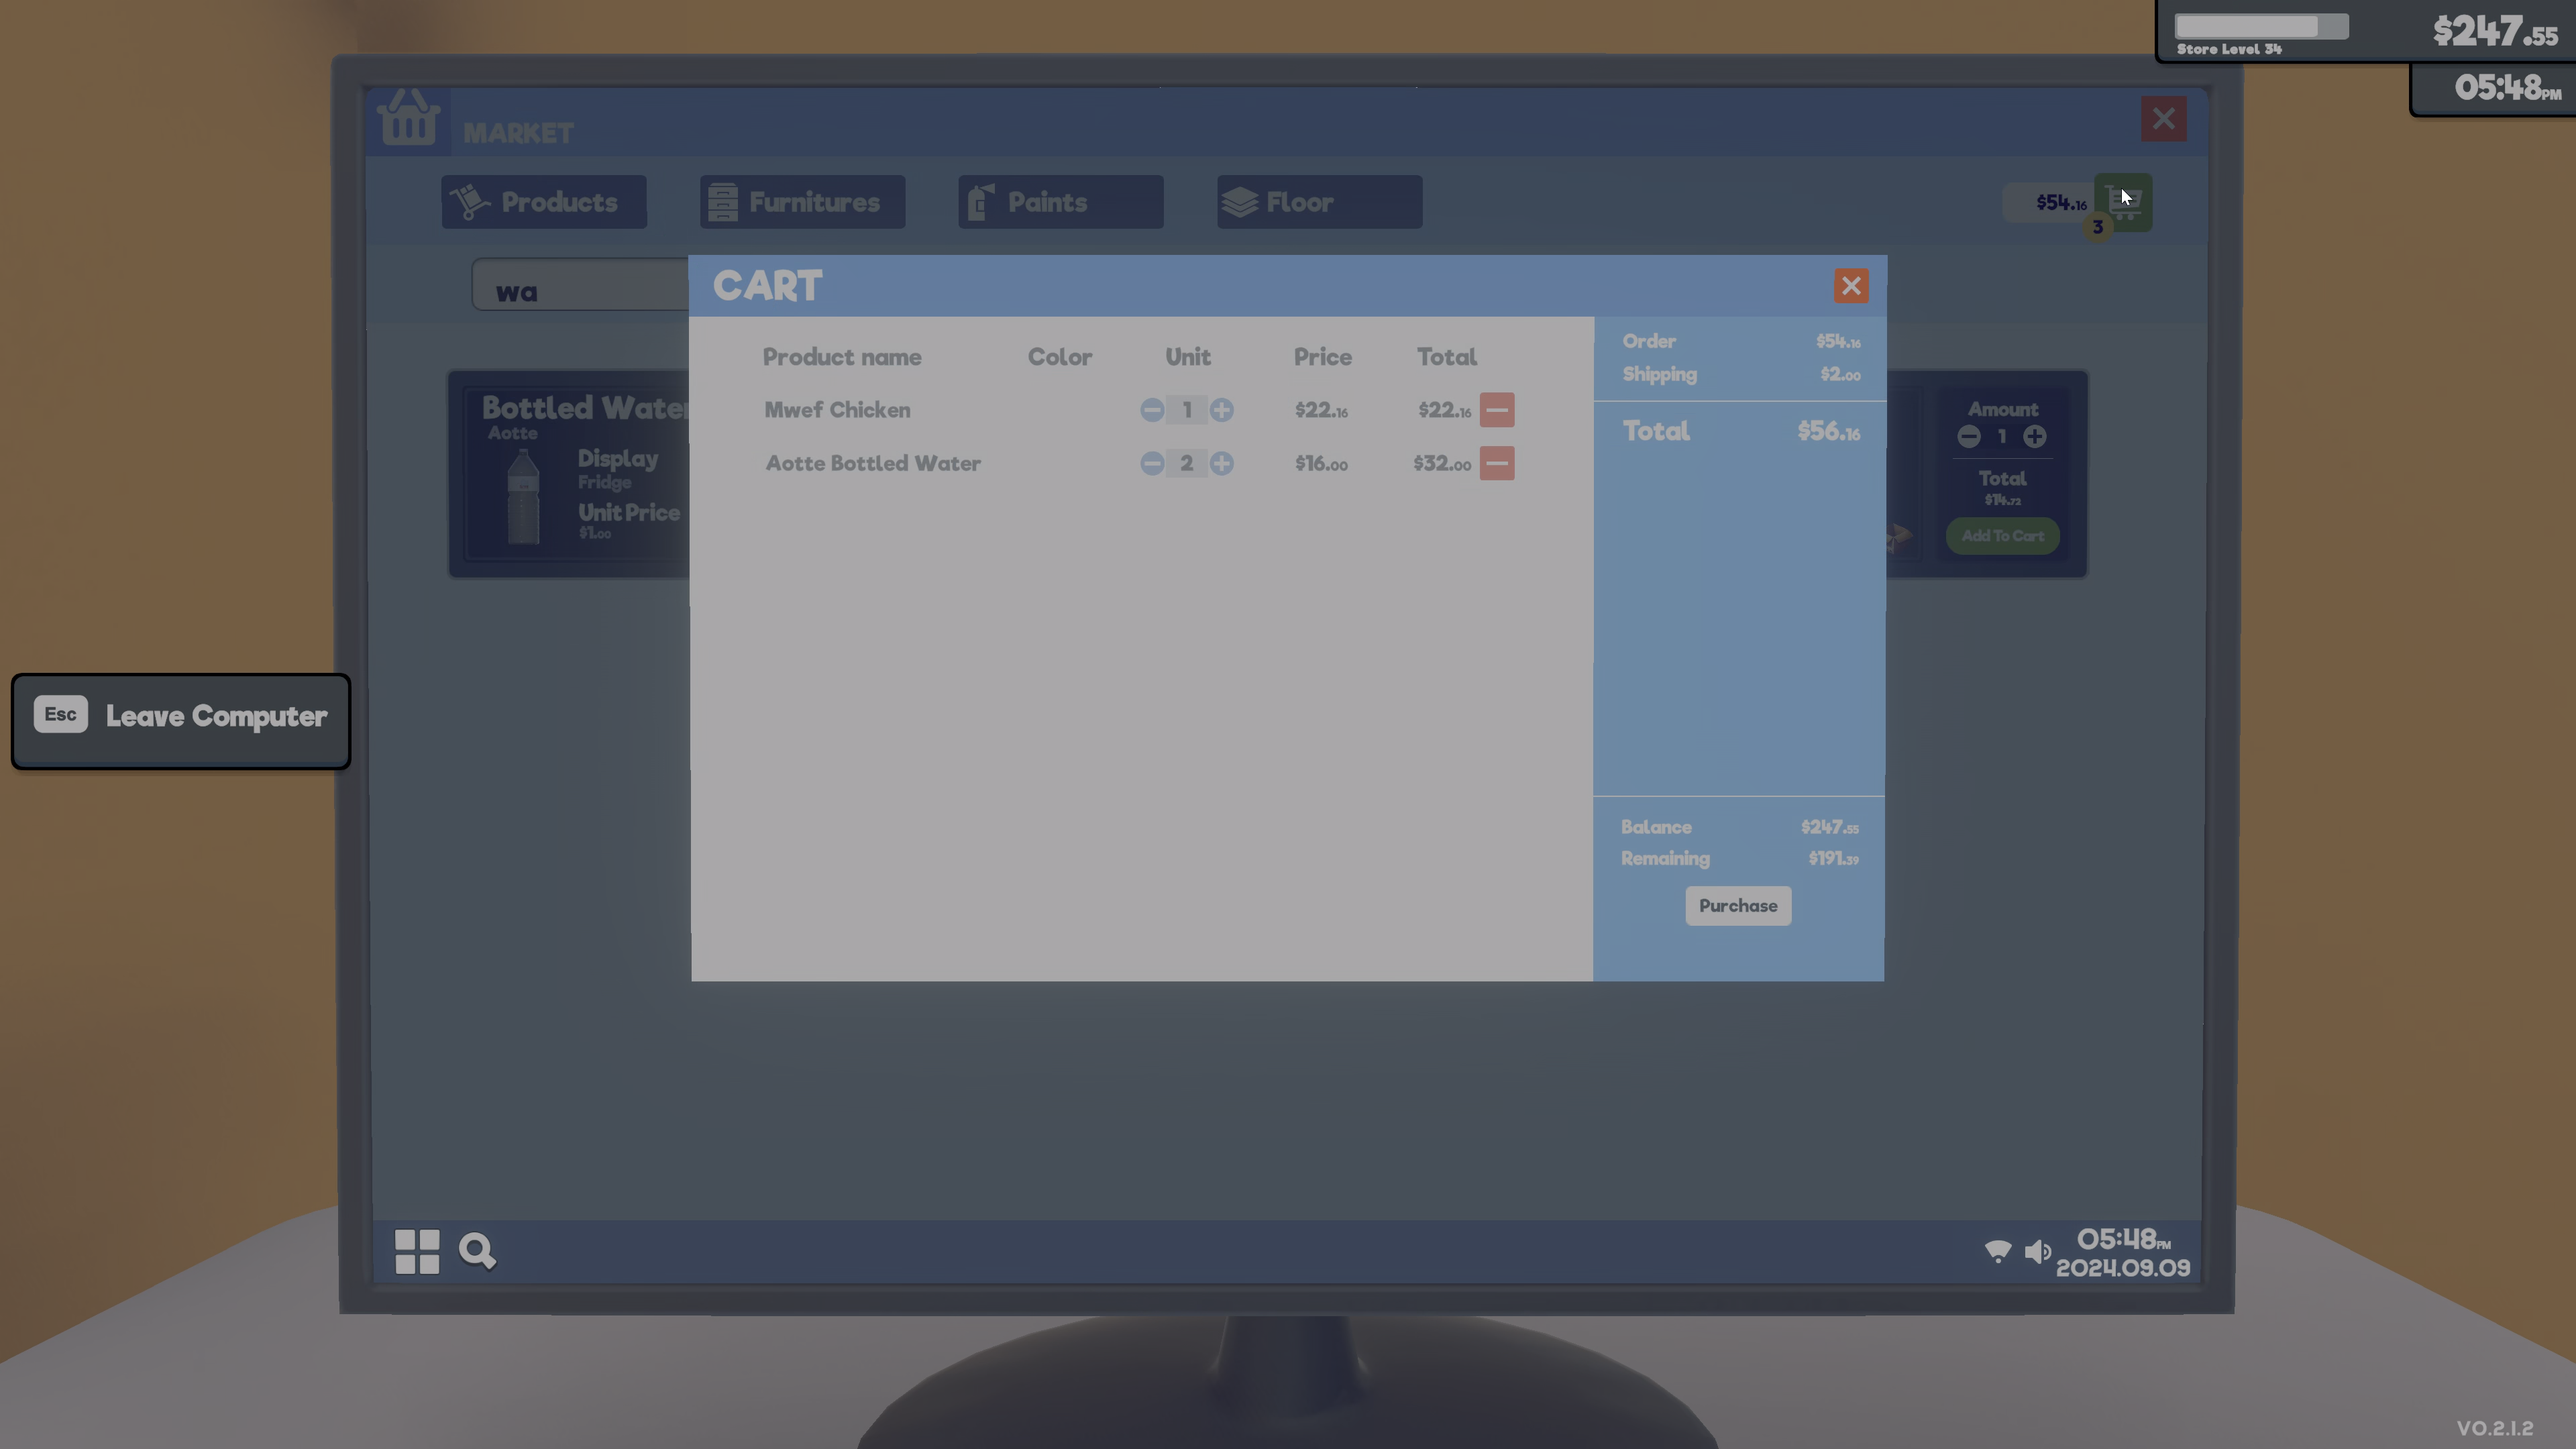 $247.55
Store Level 34
05:48PM
MARKET
Products
Furnitures
Paints
Floor
$54.16
3
wa
CART
Product name Color Unit Price Total
Mwef Chicken 1 $22.16 $22.16
Aotte Bottled Water 2 $16.00 $32.00
Order $54.16
Shipping $2.00
Total $56.16
Balance $247.55
Remaining $191.39
Purchase
Bottled Water
Aotte
Display
Fridge
Unit Price
$1.00
Amount
1
Total
$14.72
Add To Cart
Esc Leave Computer
05:48PM
2024.09.09
V0.2.1.2